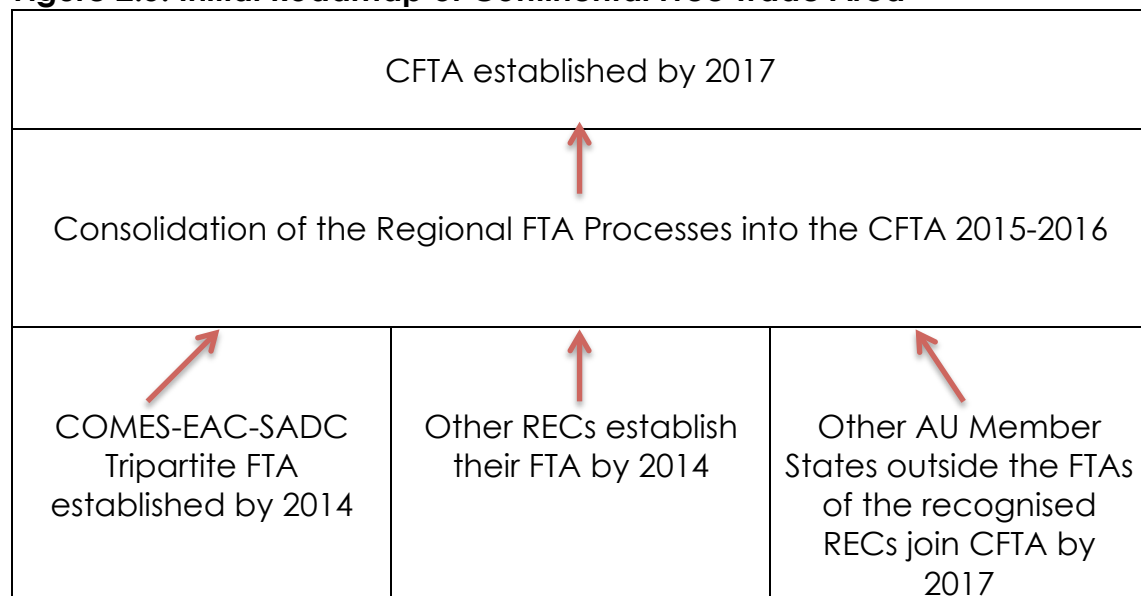 Figure Initial Roadmap of Continental Free Trade Area
CFTA established by 2017
Consolidation of the Regional FTA Processes into the CFTA 2015-2016
COMES-EAC-SADC
Tripartite FTA
established by 2014
Other RECs establish
their FTA by 2014
Other AU Member
States outside the FTAs
of the recognised
RECs join CFTA by
2017